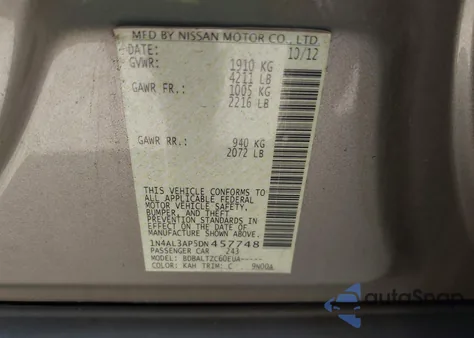 MFD BY NISSAN MOTOR CO.,LTD.
DATE: 10/12
GVWR: 1910 KG
4211 LB
GAWR FR.: 1005 KG
2216 LB
GAWR RR.: 940 KG
2072 LB
THIS VEHICLE CONFORMS TO
ALL APPLICABLE FEDERAL
MOTOR VEHICLE SAFETY,
BUMPER, AND THEFT
PREVENTION STANDARDS IN
EFFECT ON THE DATE OF
MANUFACTURE SHOWN ABOVE.
1N4AL3AP5DN457748
PASSENGER CAR 243
MODEL: BDBALTZC60EUA-----
COLOR: KAH TRIM: C
autoSnap